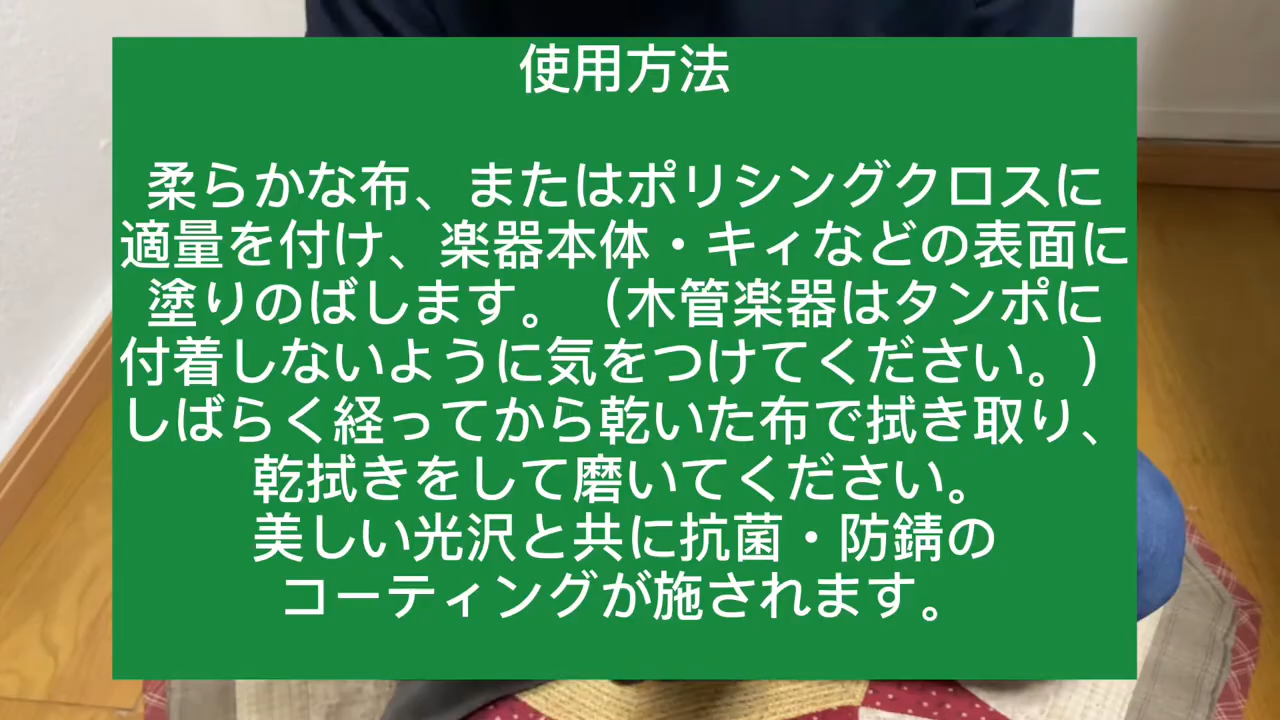 使用方法
柔らかな布、またはポリシングクロスに
適量を付け、楽器本体・キィなどの表面に
塗りのばします。（木管楽器はタンポに
付着しないように気をつけてください。）
しばらく経ってから乾いた布で拭き取り、
乾拭きをして磨いてください。
美しい光沢と共に抗菌・防錆の
コーティングが施されます。